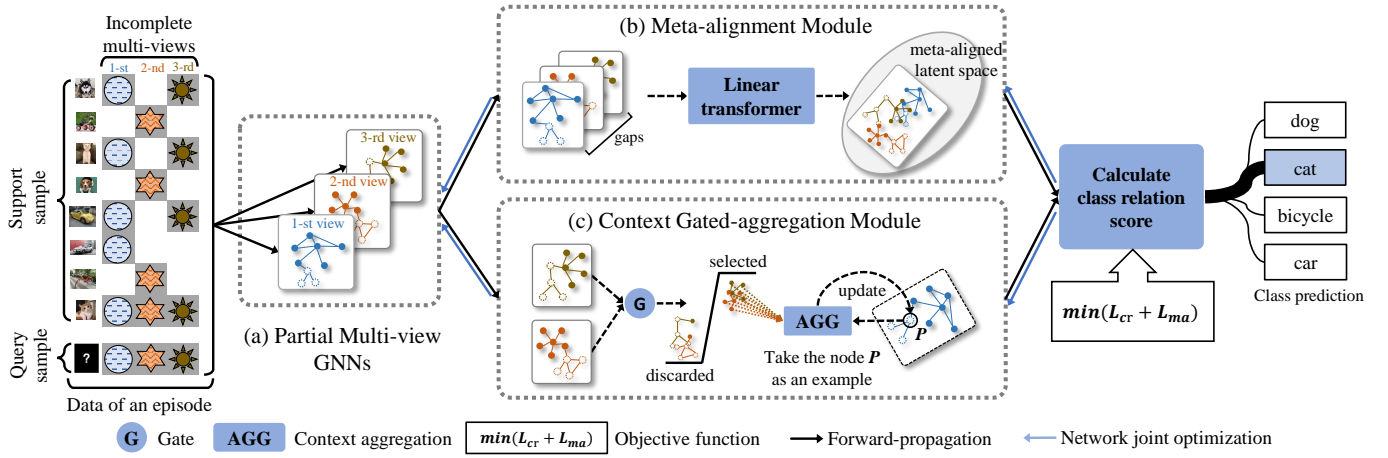 Incomplete
multi-views
1-st 2-nd 3-rd
Support
sample
Query
sample
?
Data of an episode
3-rd view
2-nd view
1-st view
(a) Partial Multi-view
GNNs
(b) Meta-alignment Module
gaps
Linear
transformer
meta-aligned
latent space
(c) Context Gated-aggregation Module
G
selected
discarded
AGG
update
P
Take the node P
as an example
Calculate
class relation
score
min(L_cr + L_ma)
dog
cat
bicycle
car
Class prediction
G Gate
AGG Context aggregation
min(L_cr + L_ma) Objective function
Forward-propagation
Network joint optimization